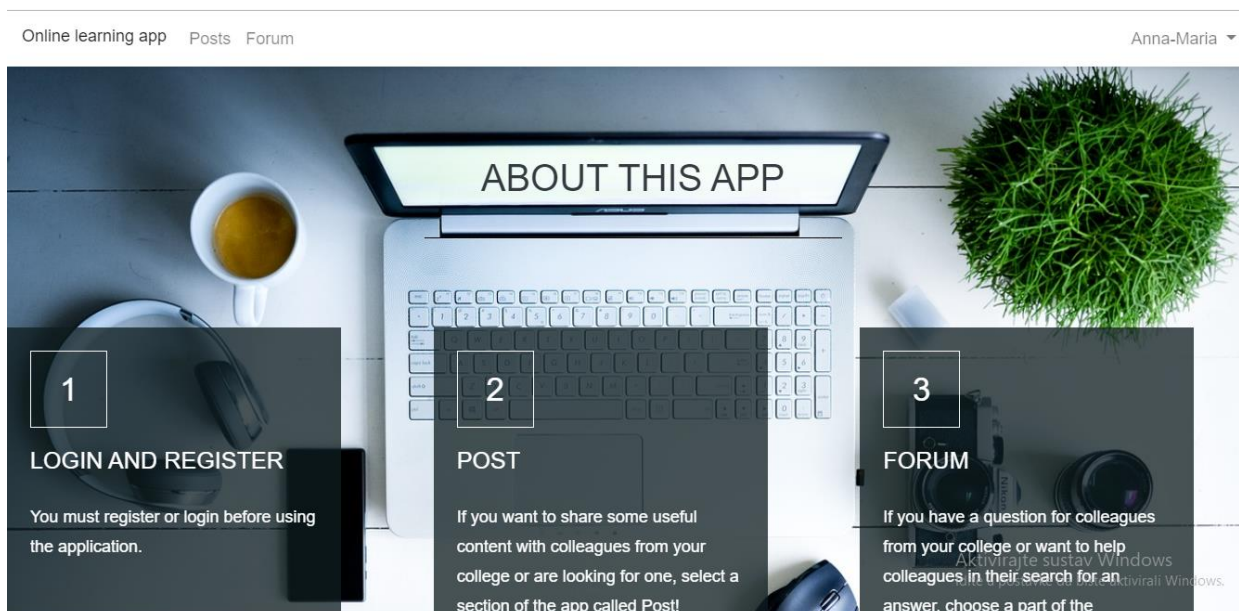 Online learning app Posts Forum Anna-Maria
ABOUT THIS APP
ASUS
1
LOGIN AND REGISTER
You must register or login before using
the application.
2
POST
If you want to share some useful
content with colleagues from your
college or are looking for one, select a
section of the app called Post!
3
FORUM
If you have a question for colleagues
from your college or want to help
colleagues in their search for an
answer, choose a part of the
Nikon
Aktivirajte sustav Windows
aktivirali Windows.